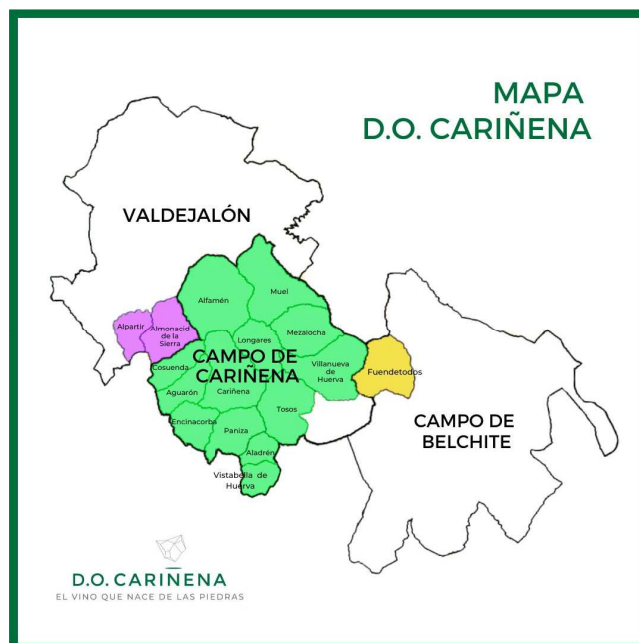 MAPA
D.O. CARIÑENA
VALDEJALÓN
Muel
Alfamén
Alpartir
Almonacid
de la
Sierra
Mezalocha
Longares
CAMPO DE
CARIÑENA
Villanueva
de
Huerva
Fuendetodos
Cosuenda
Aguarón
Cariñena
Tosos
CAMPO DE
BELCHITE
Encinacorba
Paniza
Aladrén
Vistabella de
Huerva
D.O. CARIÑENA
EL VINO QUE NACE DE LAS PIEDRAS